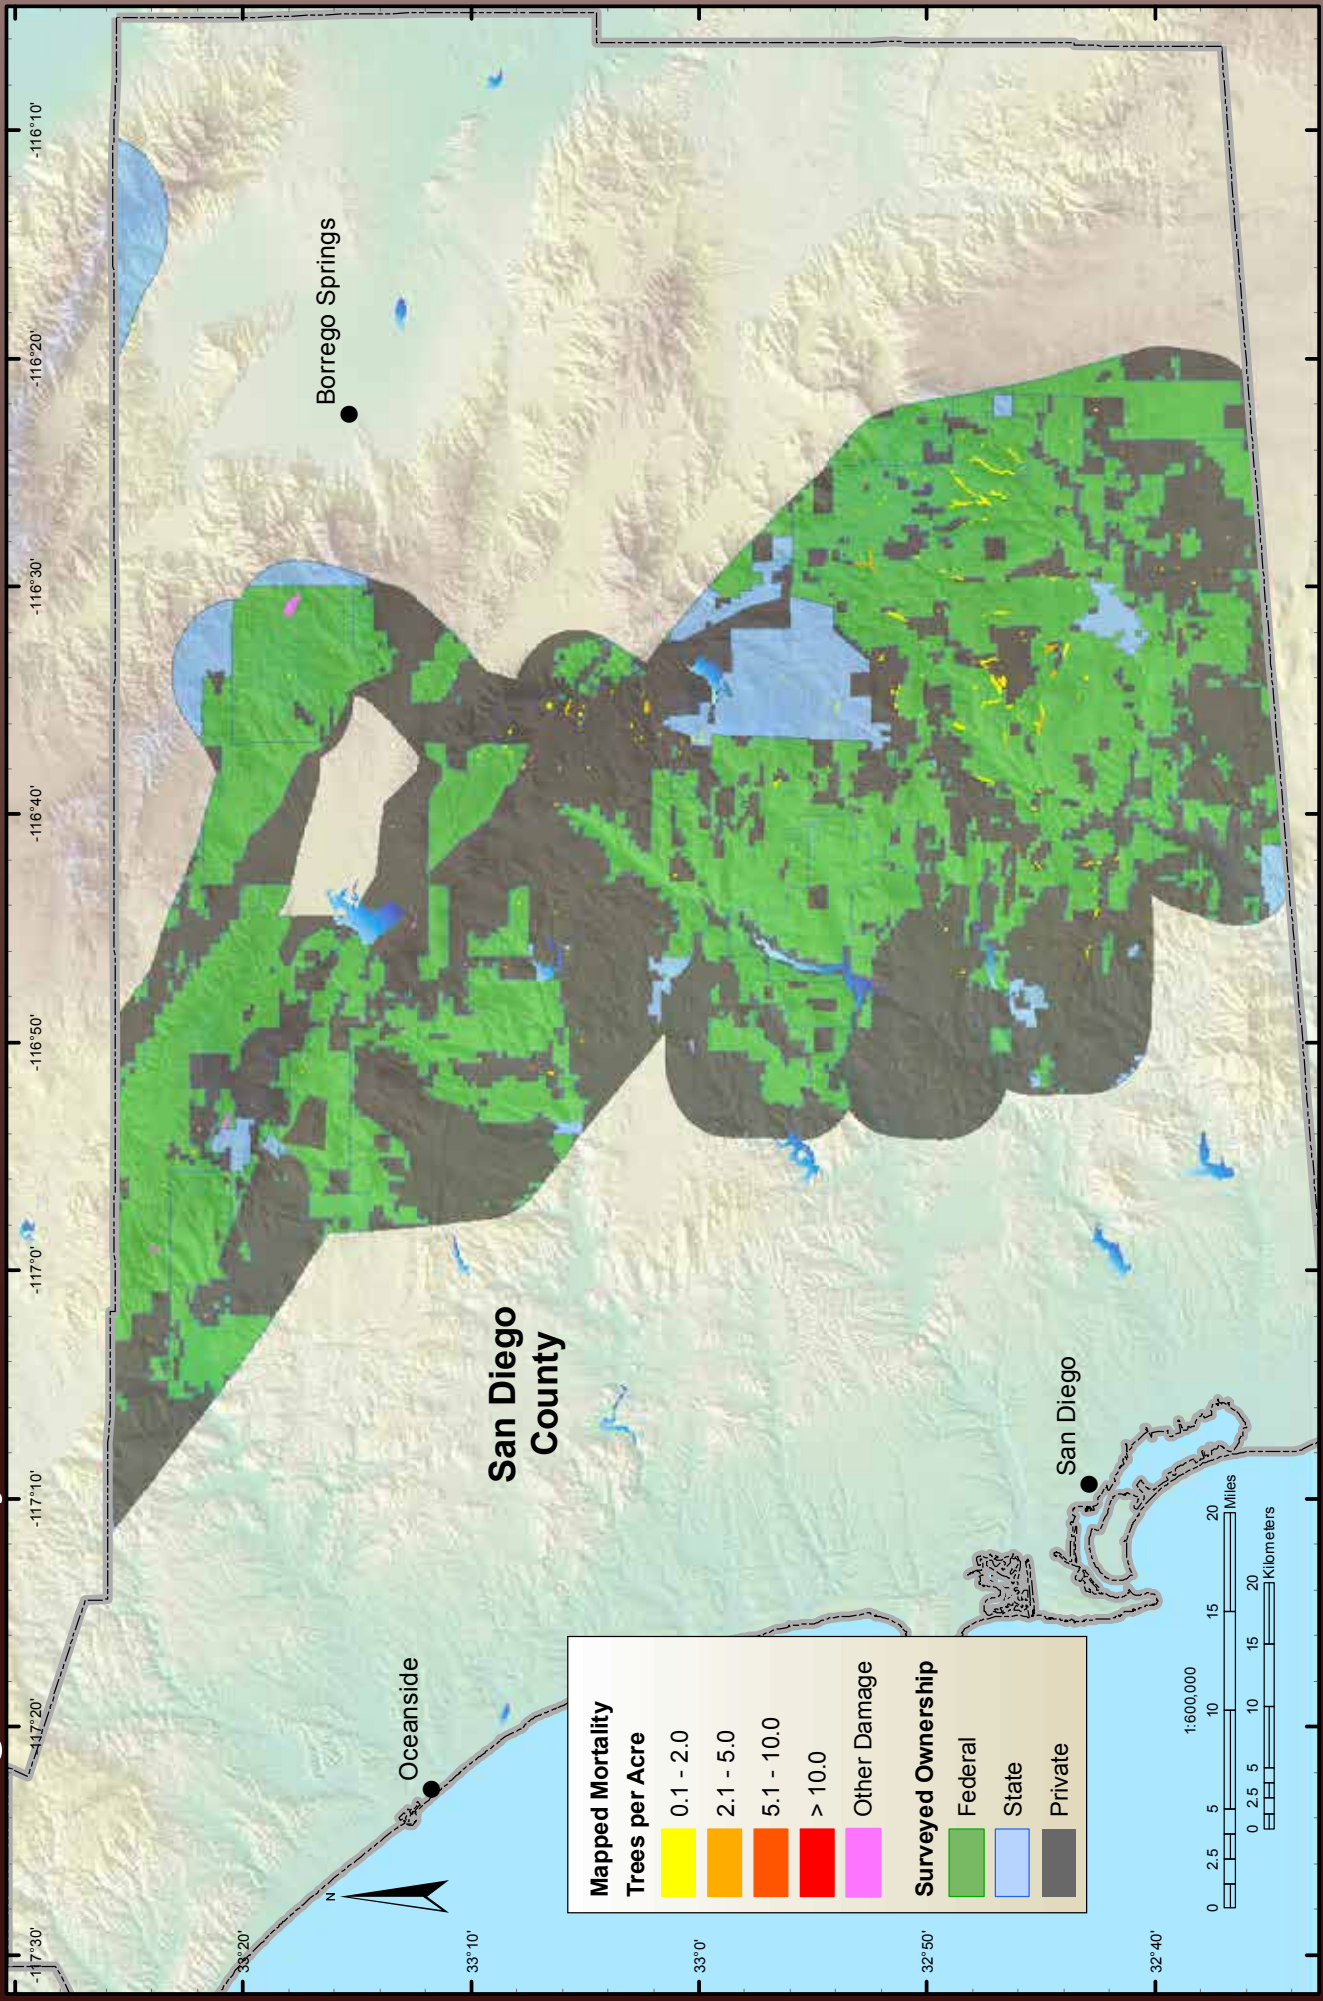 -117°30'
-117°20'
-117°10'
-117°0'
-116°50'
-116°40'
-116°30'
-116°20'
-116°10'
33°20'
33°10'
33°0'
32°50'
32°40'
Borrego Springs
San Diego
County
Oceanside
San Diego
N
Mapped Mortality
Trees per Acre
0.1 - 2.0
2.1 - 5.0
5.1 - 10.0
> 10.0
Other Damage
Surveyed Ownership
Federal
State
Private
1:600,000
0 2.5 5 10 15 20
Miles
0 2.5 5 10 15 20
Kilometers